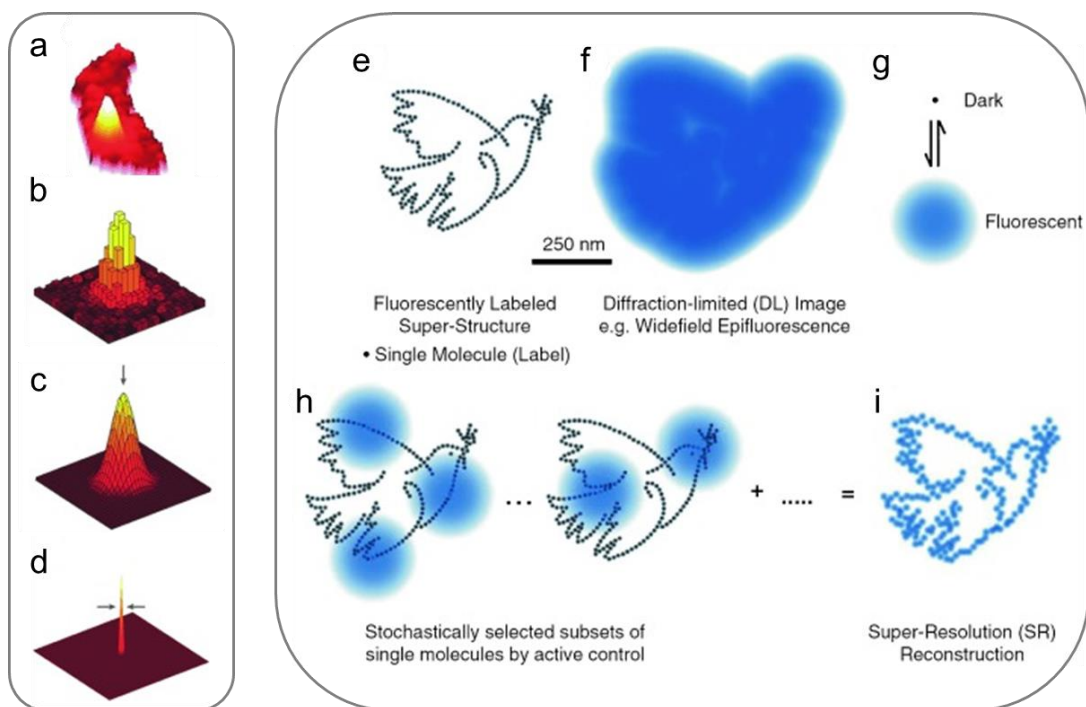 a
b
c
d
e
f
g
Dark
Fluorescent
250 nm
Fluorescently Labeled
Super-Structure
• Single Molecule (Label)
Diffraction-limited (DL) Image
e.g. Widefield Epifluorescence
h
... + ..... =
i
Stochastically selected subsets of
single molecules by active control
Super-Resolution (SR)
Reconstruction